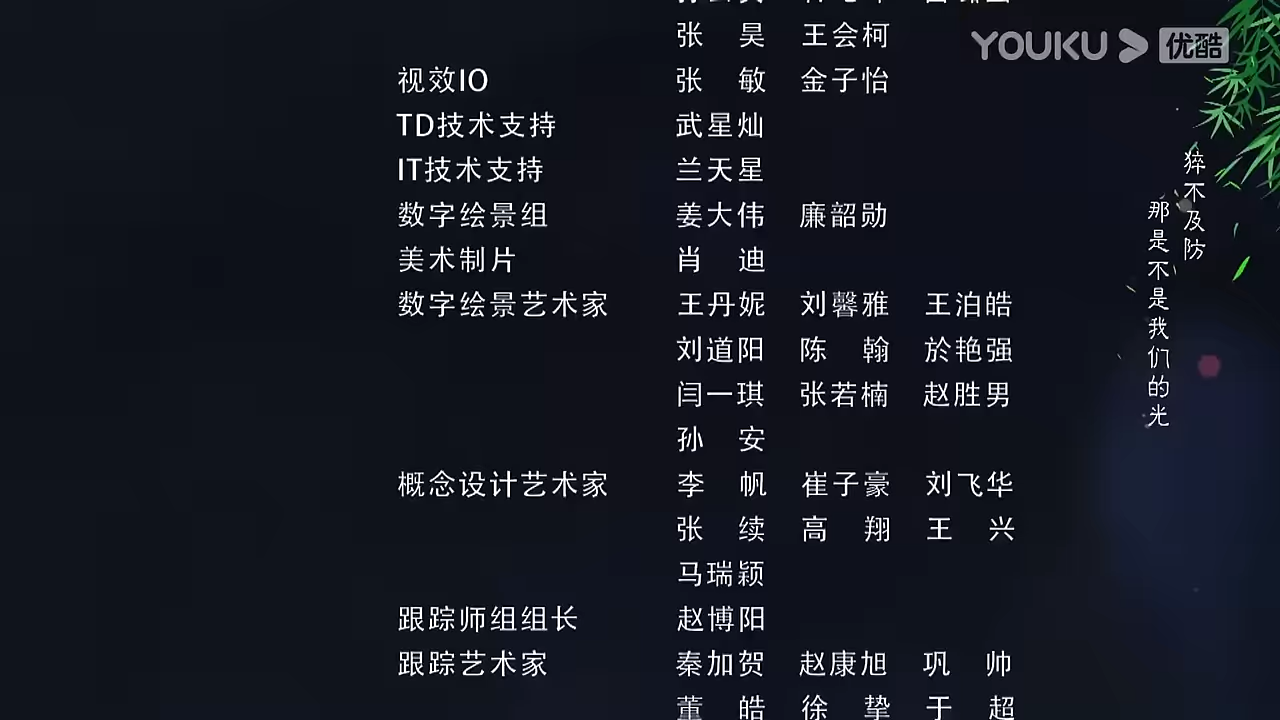 YOUKU 优酷
张 昊 王会柯
视效IO 张 敏 金子怡
TD技术支持 武星灿
IT技术支持 兰天星
数字绘景组 姜大伟 廉韶勋
美术制片 肖 迪
数字绘景艺术家 王丹妮 刘馨雅 王泊皓
刘道阳 陈 翰 於艳强
闫一琪 张若楠 赵胜男
孙 安
概念设计艺术家 李 帆 崔子豪 刘飞华
张 续 高 翔 王 兴
马瑞颖
跟踪师组组长 赵博阳
跟踪艺术家 秦加贺 赵康旭 巩 帅
董 皓 徐 挚 于 超
猝不及防
那是不是我们的光